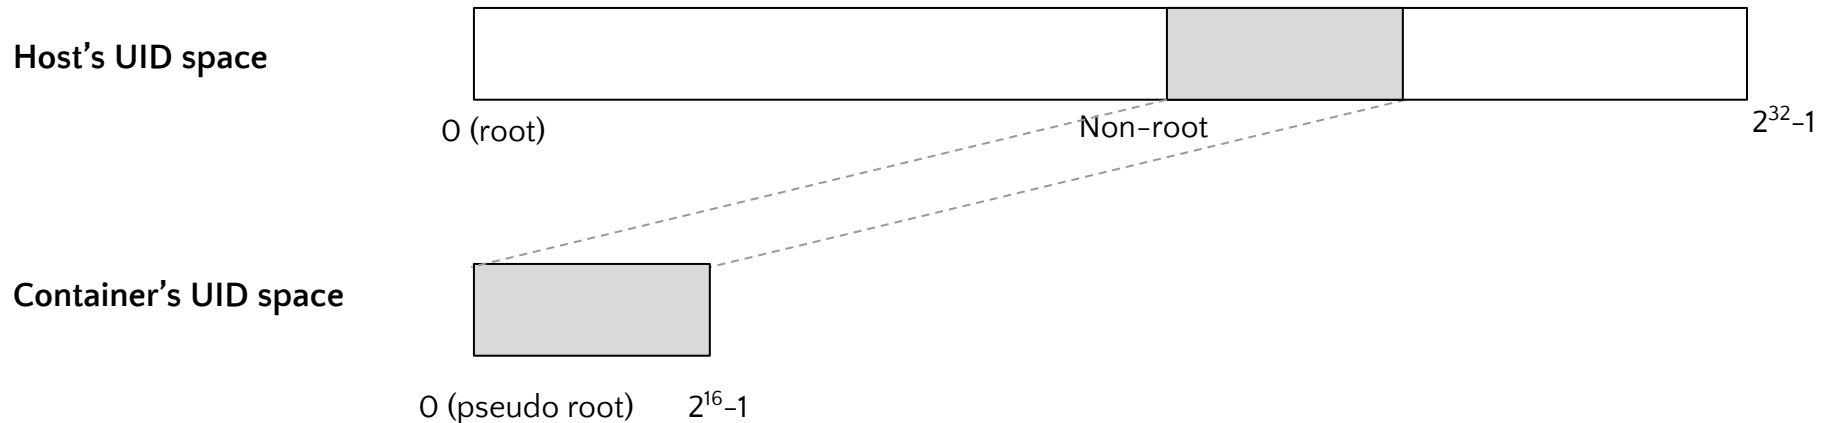 Host’s UID space
0 (root)
Non-root
2³²-1
Container’s UID space
0 (pseudo root)
2¹⁶-1